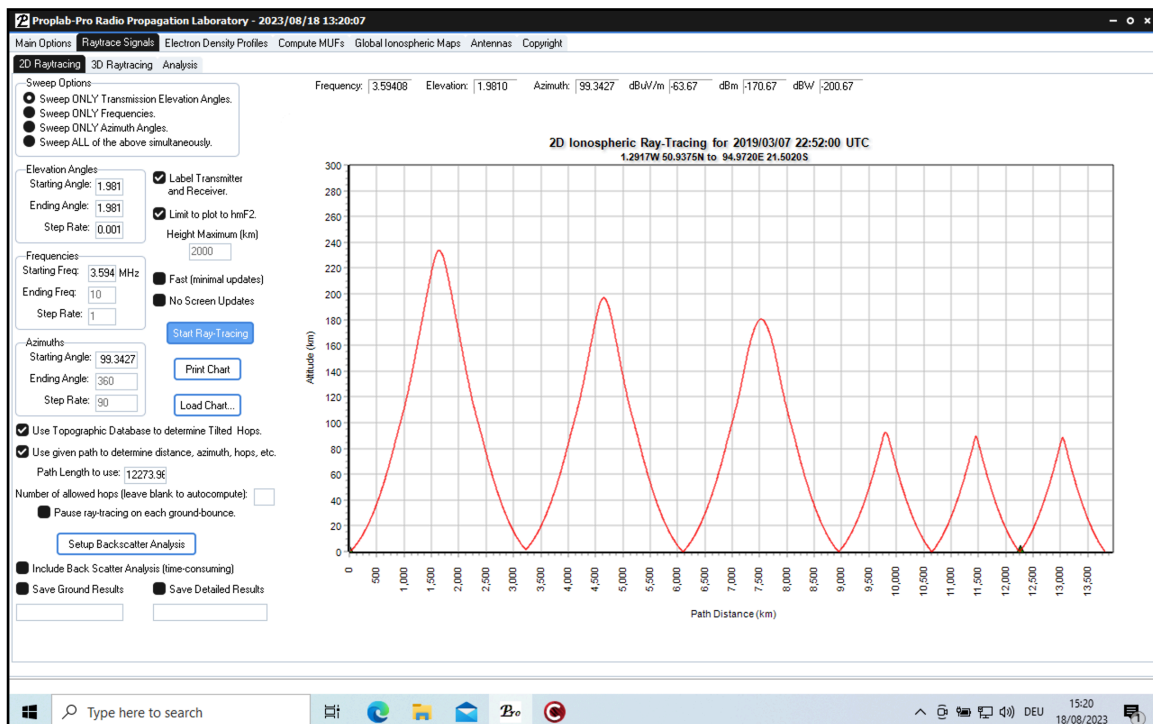 Proplab-Pro Radio Propagation Laboratory - 2023/08/18 13:20:07
Main Options Raytrace Signals Electron Density Profiles Compute MUFs Global Ionospheric Maps Antennas Copyright
2D Raytracing 3D Raytracing Analysis
Sweep Options
Sweep ONLY Transmission Elevation Angles.
Sweep ONLY Frequencies.
Sweep ONLY Azimuth Angles.
Sweep ALL of the above simultaneously.
Elevation Angles
Starting Angle: 1.981
Ending Angle: 1.981
Step Rate: 0.001
Label Transmitter
and Receiver.
Limit to plot to hmF2.
Height Maximum (km)
2000
Frequencies
Starting Freq: 3.594 MHz
Ending Freq: 10
Step Rate: 1
Fast (minimal updates)
No Screen Updates
Start Ray-Tracing
Azimuths
Starting Angle: 99.3427
Ending Angle: 360
Step Rate: 90
Print Chart
Load Chart...
Use Topographic Database to determine Tilted Hops.
Use given path to determine distance, azimuth, hops, etc.
Path Length to use: 12273.96
Number of allowed hops (leave blank to autocompute):
Pause ray-tracing on each ground-bounce.
Setup Backscatter Analysis
Include Back Scatter Analysis (time-consuming)
Save Ground Results Save Detailed Results
Frequency: 3.59408 Elevation: 1.9810 Azimuth: 99.3427 dBuV/m -63.67 dBm -170.67 dBW -200.67
2D Ionospheric Ray-Tracing for 2019/03/07 22:52:00 UTC
1.2917W 50.9375N to 94.9720E 21.5020S
Altitude (km)
300
280
260
240
220
200
180
160
140
120
100
80
60
40
20
0
0 500 1,000 1,500 2,000 2,500 3,000 3,500 4,000 4,500 5,000 5,500 6,000 6,500 7,000 7,500 8,000 8,500 9,000 9,500 10,000 10,500 11,000 11,500 12,000 12,500 13,000 13,500
Path Distance (km)
Type here to search
Pro
DEU
15:20
18/08/2023
1